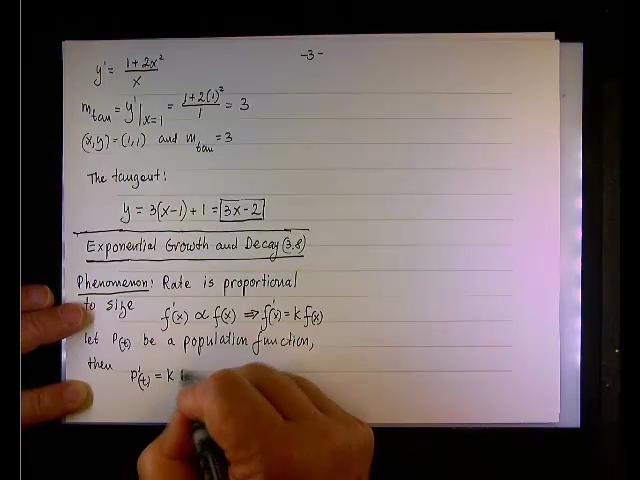 -3-
y' = (1+2x²)/x
m_tan = y'|_{x=1} = (1+2(1)²)/1 = 3
(x,y)=(1,1) and m_tan = 3
The tangent:
y = 3(x-1)+1 = 3x-2
Exponential Growth and Decay (3.8)
Phenomenon: Rate is proportional
to size f'(x) ∝ f(x) ⇒ f'(x) = k f(x)
let P(t) be a population function,
then P'(t) = k